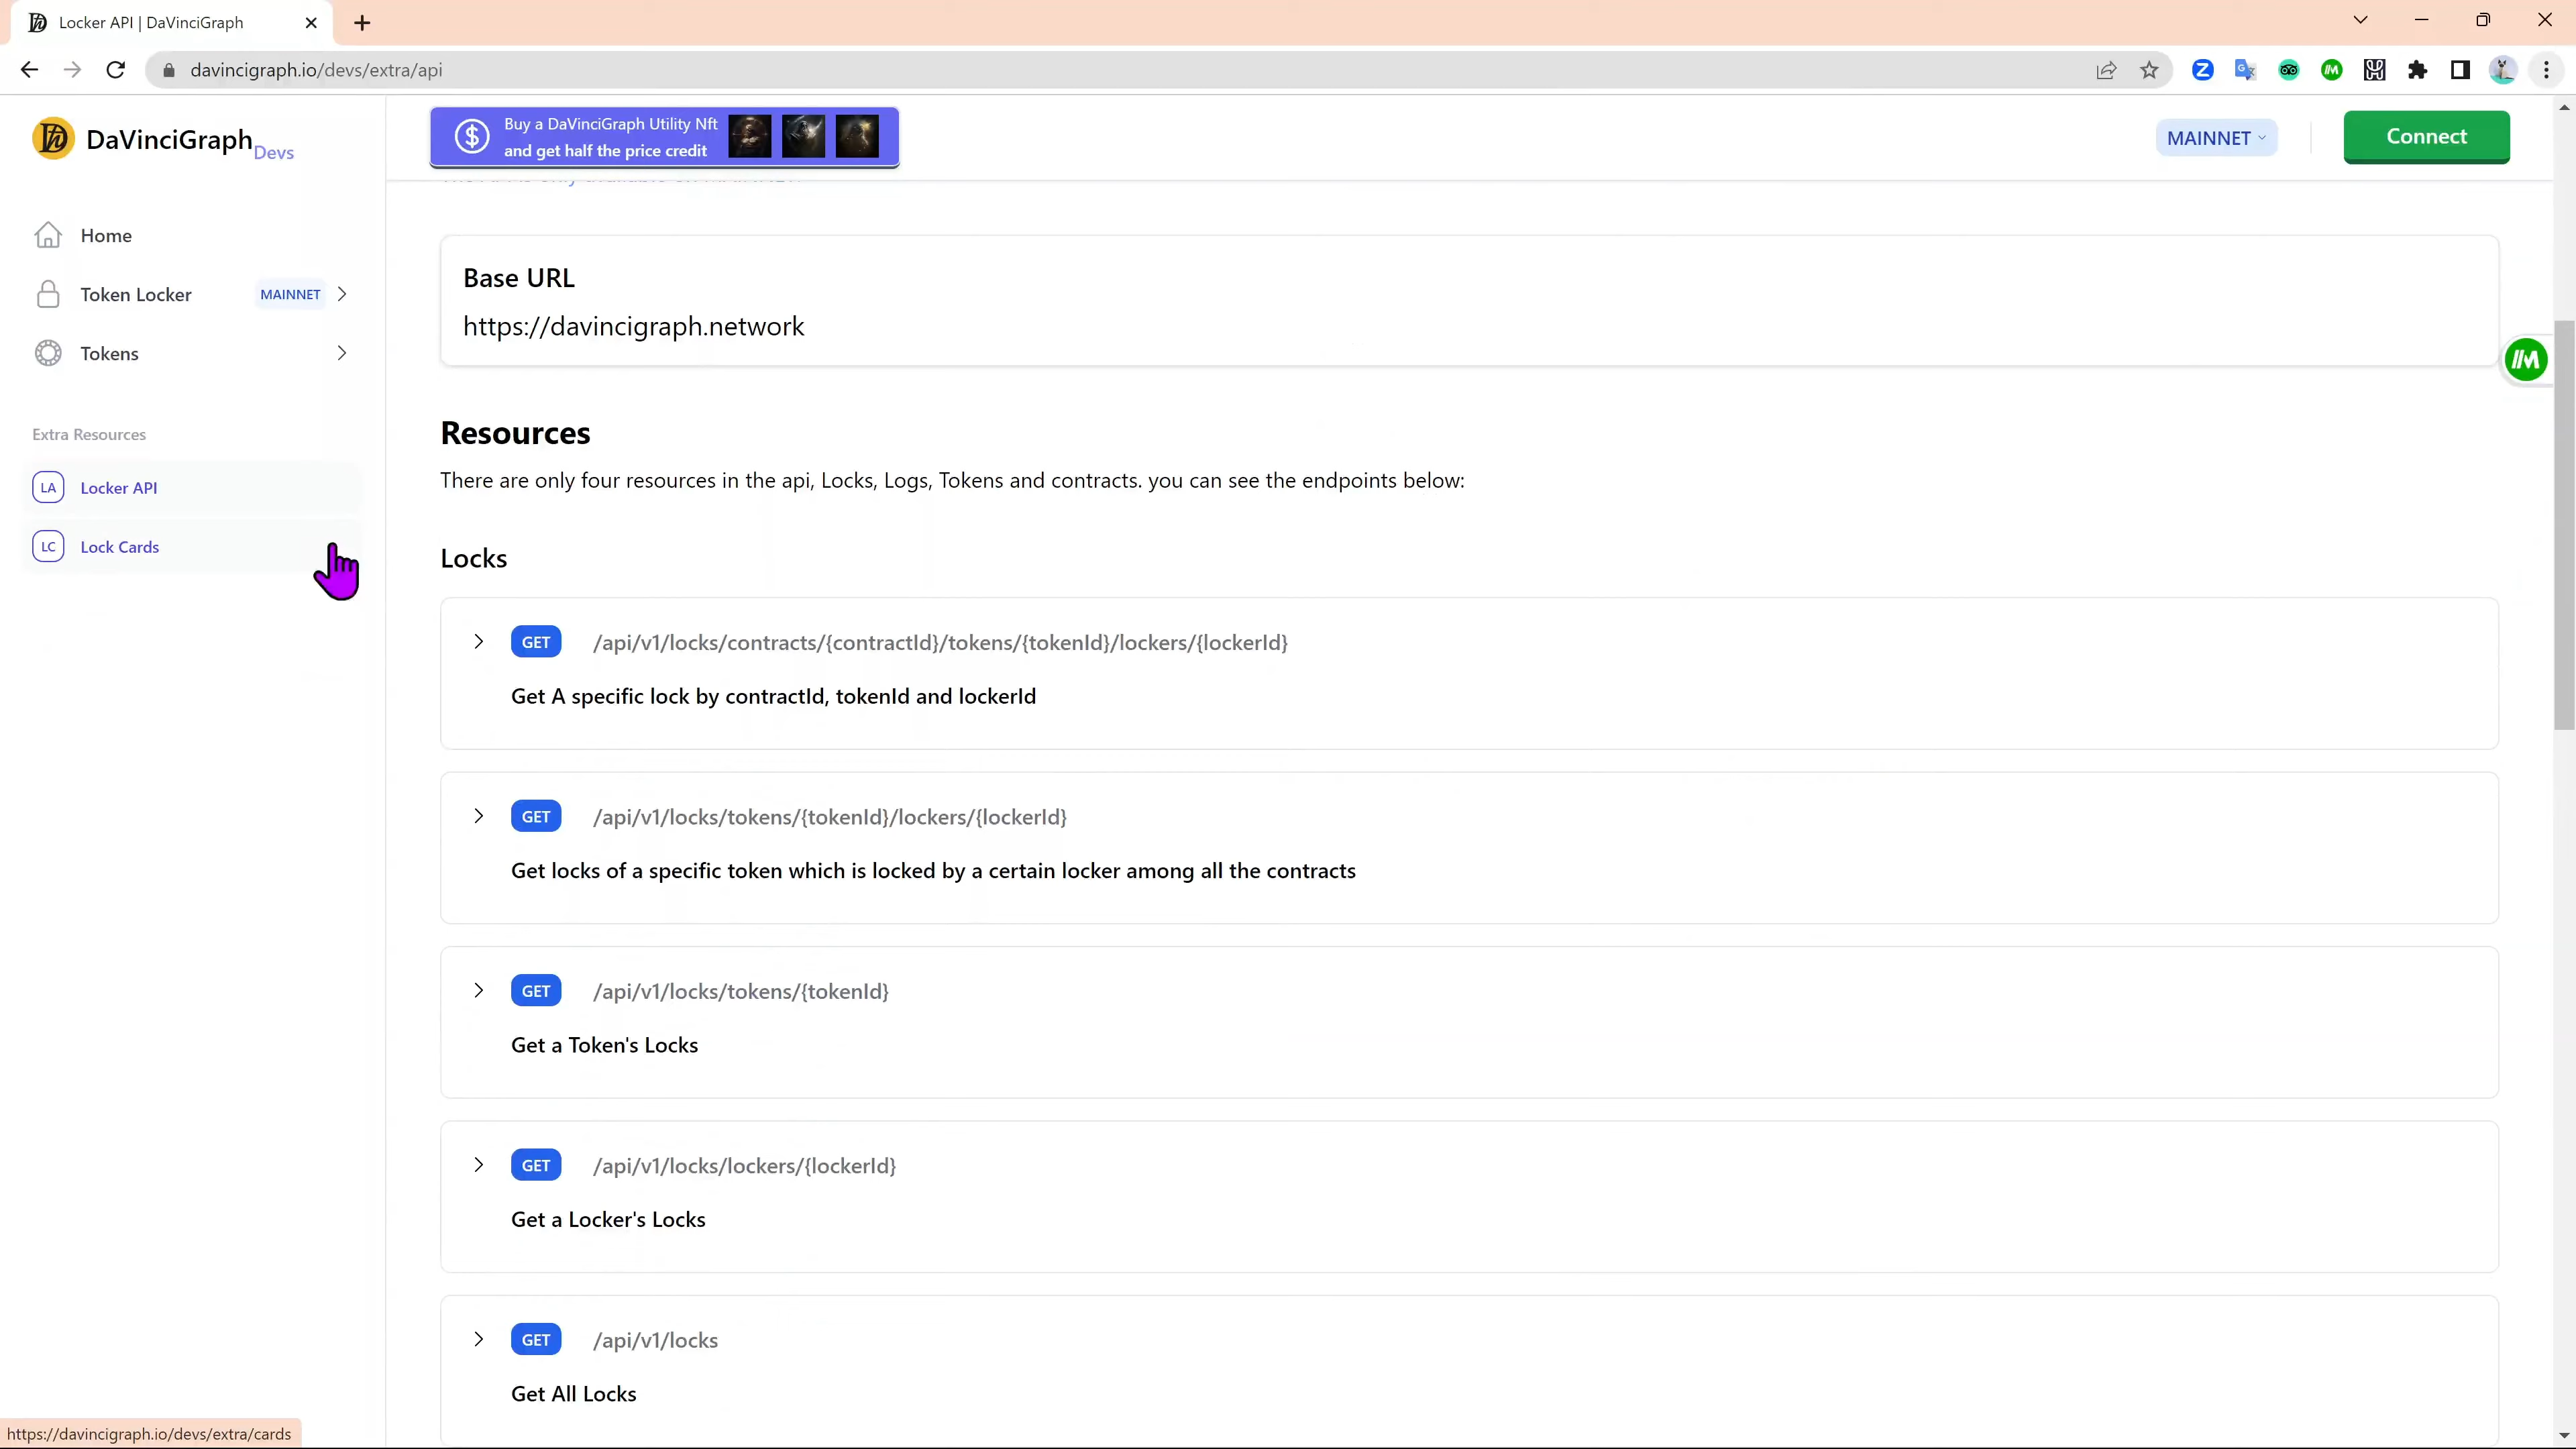 Locker API | DaVinciGraph
davincigraph.io/devs/extra/api
DaVinciGraph
Devs
Buy a DaVinciGraph Utility Nft
and get half the price credit
MAINNET
Connect
Home
Token Locker
MAINNET
Tokens
Extra Resources
LA
Locker API
LC
Lock Cards
Base URL
https://davincigraph.network
Resources
There are only four resources in the api, Locks, Logs, Tokens and contracts. you can see the endpoints below:
Locks
GET /api/v1/locks/contracts/{contractId}/tokens/{tokenId}/lockers/{lockerId}
Get A specific lock by contractId, tokenId and lockerId
GET /api/v1/locks/tokens/{tokenId}/lockers/{lockerId}
Get locks of a specific token which is locked by a certain locker among all the contracts
GET /api/v1/locks/tokens/{tokenId}
Get a Token's Locks
GET /api/v1/locks/lockers/{lockerId}
Get a Locker's Locks
GET /api/v1/locks
Get All Locks
https://davincigraph.io/devs/extra/cards